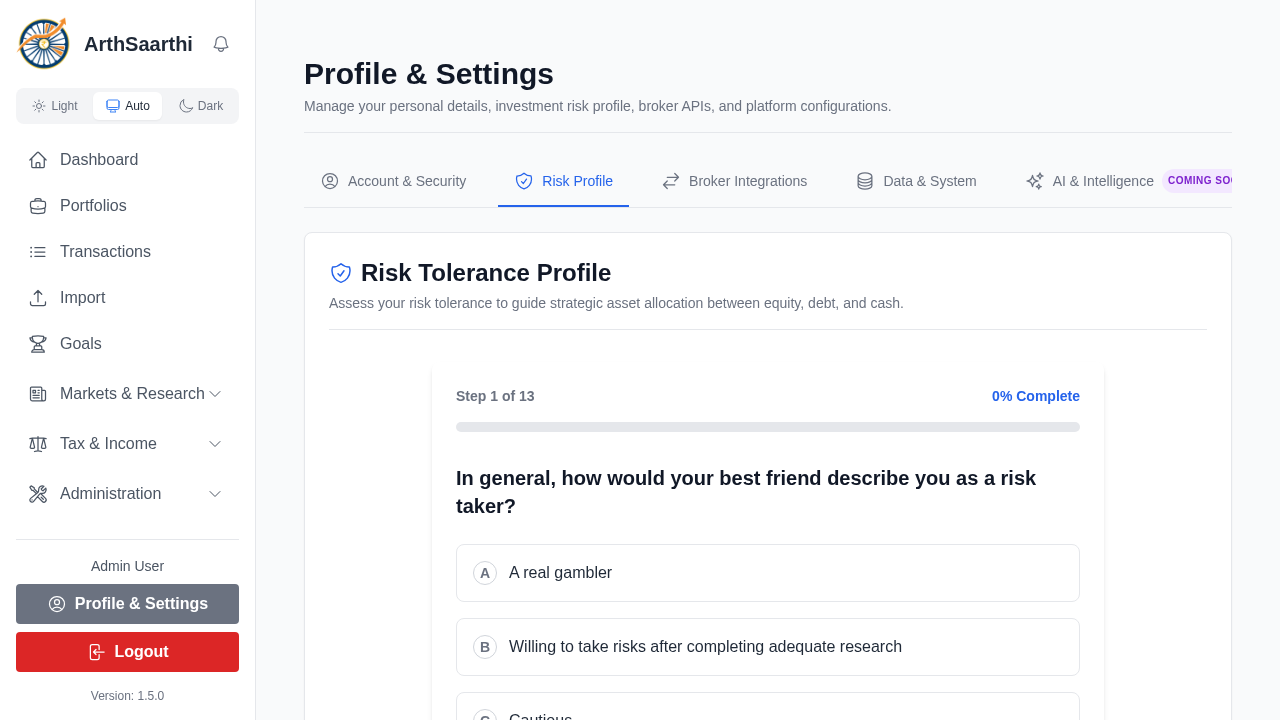 ArthSaarthi
Light
Auto
Dark
Dashboard
Portfolios
Transactions
Import
Goals
Markets & Research
Tax & Income
Administration
Admin User
Profile & Settings
Logout
Version: 1.5.0
Profile & Settings
Manage your personal details, investment risk profile, broker APIs, and platform configurations.
Account & Security
Risk Profile
Broker Integrations
Data & System
AI & Intelligence
COMING SO
Risk Tolerance Profile
Assess your risk tolerance to guide strategic asset allocation between equity, debt, and cash.
Step 1 of 13
0% Complete
In general, how would your best friend describe you as a risk
taker?
A A real gambler
B Willing to take risks after completing adequate research
C Cautious